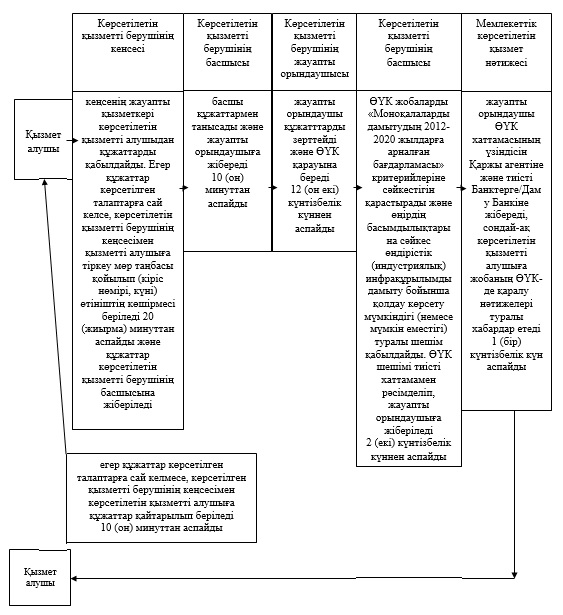 Көрсетілетін
қызметті берушінің
кеңсесі
Көрсетілетін
қызметті
берушінің
басшысы
Көрсетілетін
қызметті
берушінің
жауапты
орындаушысы
Көрсетілетін
қызметті
берушінің
басшысы
Мемлекеттік
көрсетілетін
қызмет
нәтижесі
Қызмет
алушы
кеңсенің жауапты
қызметкері
көрсетілетін
қызметті алушыдан
құжаттарды
қабылдайды. Егер
құжаттар
көрсетілген
талаптарға сай
келсе, көрсетілетін
қызметті берушінің
кеңсесімен
қызметті алушыға
тіркеу мөр таңбасы
қойылып (кіріс
нөмірі, күні)
өтініштің көшірмесі
беріледі 20
(жиырма) минуттан
аспайды және
құжаттар
көрсетілетін
қызметті берушінің
басшысына
жіберіледі
басшы
құжаттармен
танысады және
жауапты
орындаушыға
жібереді
10 (он)
минуттан
аспайды
жауапты
орындаушы
құжатттарды
зерттейді
және ӨҮК
қарауына
береді
12 (он екі)
күнтізбелік
күннен
аспайды
ӨҮК жобаларды
«Моноқалаларды
дамытудың 2012-
2020 жылдарға
арналған
бағдарламасы»
критерийлеріне
сәйкестігін
қарастырады және
өңірдің
басымдылықтары
на сәйкес
өндірістік
(индустриялық)
инфрақұрылымды
дамыту бойынша
қолдау көрсету
мүмкіндігі (немесе
мүмкін еместігі)
туралы шешім
қабылдайды. ӨҮК
шешімі тиісті
хаттамамен
рәсімделіп,
жауапты
орындаушыға
жіберіледі
2 (екі) күнтізбелік
күннен аспайды
жауапты
орындаушы
ӨҮК
хаттамасының
үзіндісін
Қаржы агентіне
және тиісті
Банктерге/Дам
у Банкіне
жібереді,
сондай-ақ
көрсетілетін
қызметті
алушыға
жобаның ӨҮК-
де қаралу
нәтижелері
туралы
хабардар етеді
1 (бір)
күнтізбелік күн
аспайды
егер құжаттар көрсетілген
талаптарға сай келмесе, көрсетілген
қызметті берушінің кеңсесімен
көрсетілетін қызметті алушыға
құжаттар қайтарылып беріледі
10 (он) минуттан аспайды
Қызмет
алушы